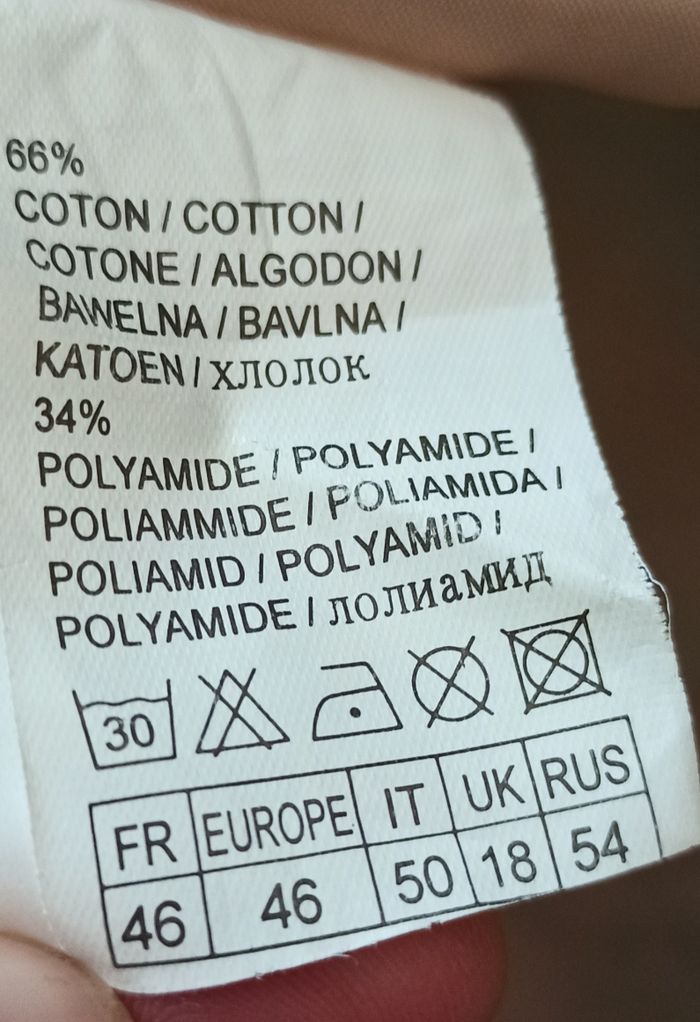 66%
COTON / COTTON /
COTONE / ALGODON /
BAWELNA / BAVLNA /
KATOEN / хлолок
34%
POLYAMIDE / POLYAMIDE /
POLIAMMIDE / POLIAMIDA /
POLIAMID / POLYAMID /
POLYAMIDE / лолиамид
30
FR EUROPE IT UK RUS
46 46 50 18 54